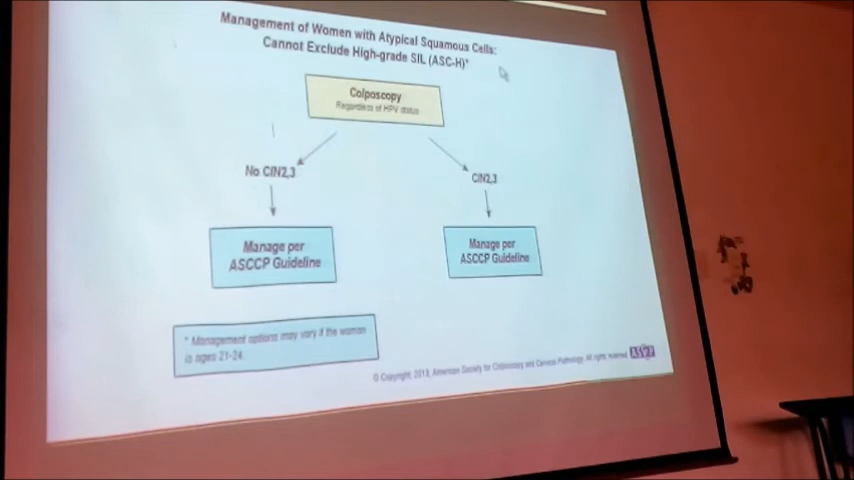 Management of Women with Atypical Squamous Cells:
Cannot Exclude High-grade SIL (ASC-H)*
Colposcopy
Regardless of HPV status
No CIN2,3
CIN2,3
Manage per
ASCCP Guideline
Manage per
ASCCP Guideline
* Management options may vary if the woman
is ages 21-24.
© Copyright, 2013, American Society for Colposcopy and Cervical Pathology. All rights reserved.